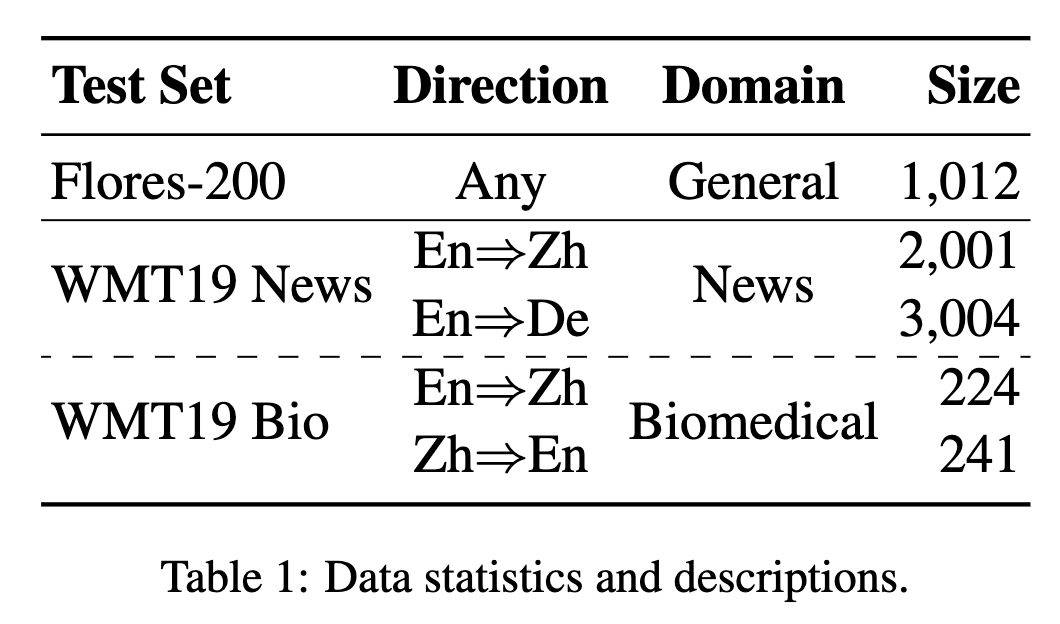 Test Set Direction Domain Size
Flores-200 Any General 1,012
En⇒Zh 2,001
WMT19 News News
En⇒De 3,004
En⇒Zh 224
WMT19 Bio Biomedical
Zh⇒En 241
Table 1: Data statistics and descriptions.